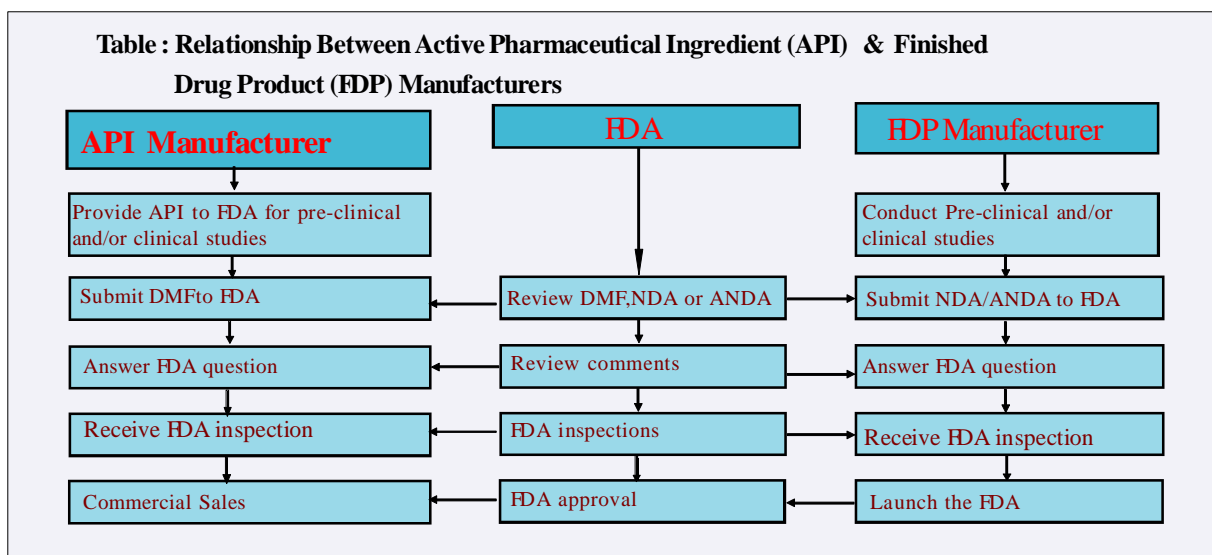 Table : Relationship Between Active Pharmaceutical Ingredient (API) & Finished
Drug Product (FDP) Manufacturers
API Manufacturer
FDA
FDP Manufacturer
Provide API to FDA for pre-clinical
and/or clinical studies
Conduct Pre-clinical and/or
clinical studies
Submit DMFto FDA
Review DMF,NDA or ANDA
Submit NDA/ANDA to FDA
Answer FDA question
Review comments
Answer FDA question
Receive FDA inspection
FDA inspections
Receive FDA inspection
Commercial Sales
FDA approval
Launch the FDA